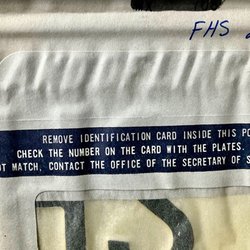 FHS
REMOVE IDENTIFICATION CARD INSIDE THIS PO
CHECK THE NUMBER ON THE CARD WITH THE PLATES.
OT MATCH, CONTACT THE OFFICE OF THE SECRETARY OF S